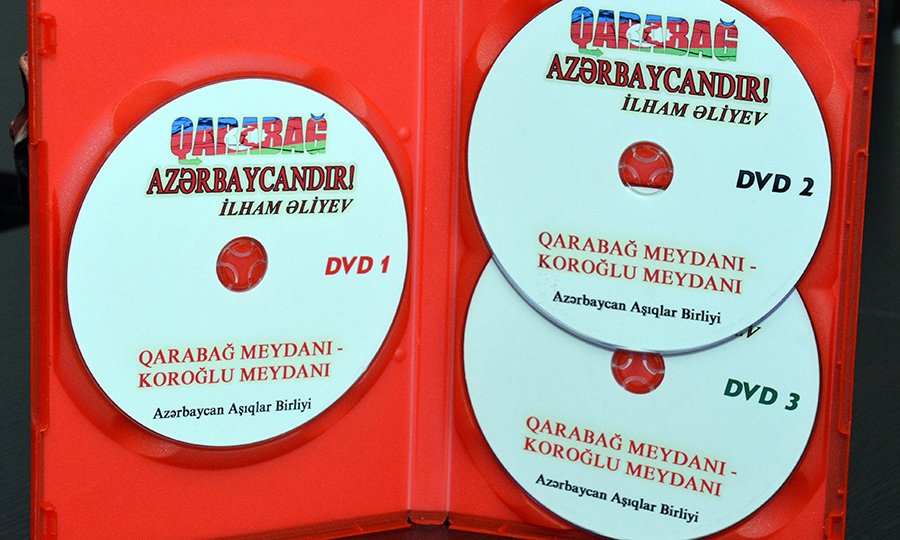 QARABAĞ
AZƏRBAYCANDIR!
İLHAM ƏLİYEV
DVD 1
QARABAĞ MEYDANI -
KOROĞLU MEYDANI
Azərbaycan Aşıqlar Birliyi
QARABAĞ
AZƏRBAYCANDIR!
İLHAM ƏLİYEV
DVD 2
QARABAĞ MEYDANI -
KOROĞLU MEYDANI
Azərbaycan Aşıqlar Birliyi
DVD 3
QARABAĞ MEYDANI -
KOROĞLU MEYDANI
Azərbaycan Aşıqlar Birliyi